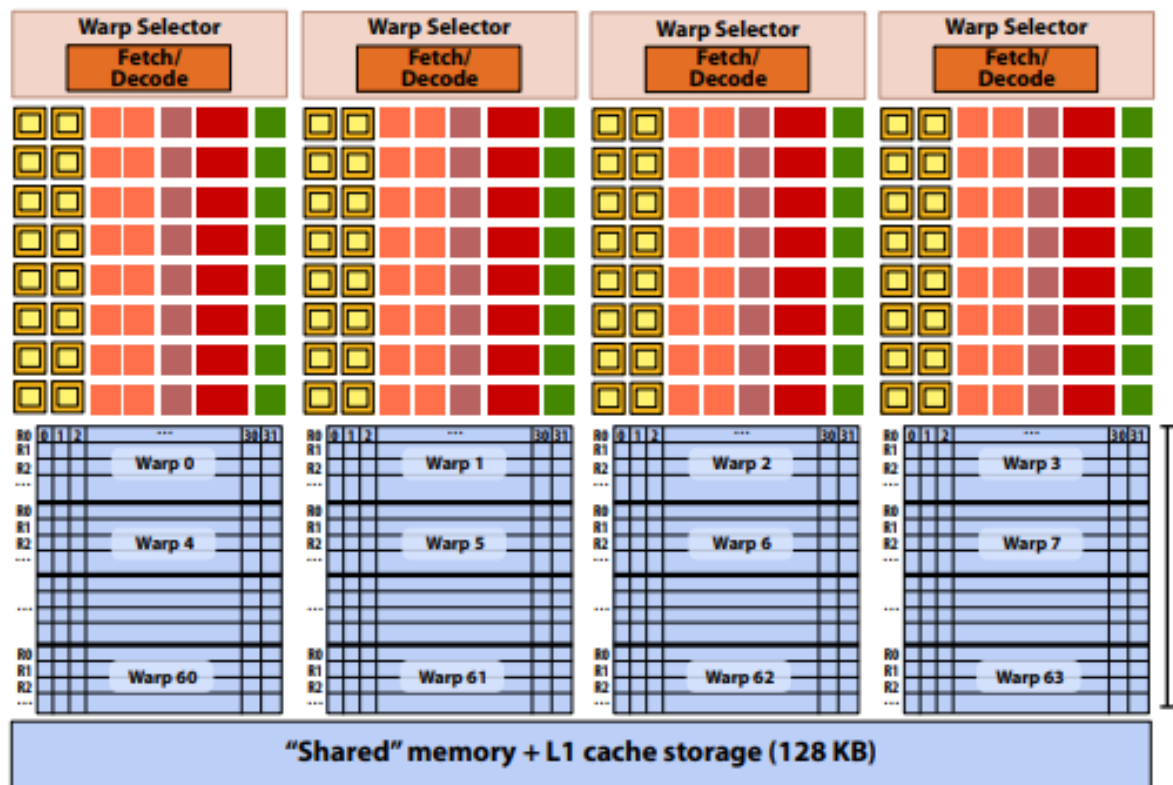 Warp Selector Warp Selector Warp Selector Warp Selector
Fetch/ Fetch/ Fetch/ Fetch/
Decode Decode Decode Decode
R0 0 1 2 ... 30 31 R0 0 1 2 ... 30 31 R0 0 1 2 ... 30 31 R0 0 1 2 ... 30 31
R1 R1 R1 R1
Warp 0 Warp 1 Warp 2 Warp 3
R2 R2 R2 R2
... ... ... ...
R0 R0 R0 R0
R1 R1 R1 R1
R2 Warp 4 R2 Warp 5 R2 Warp 6 R2 Warp 7
... ... ... ...
... ... ... ...
R0 R0 R0 R0
R1 Warp 60 R1 Warp 61 R1 Warp 62 R1 Warp 63
R2 R2 R2 R2
... ... ... ...
“Shared” memory + L1 cache storage (128 KB)